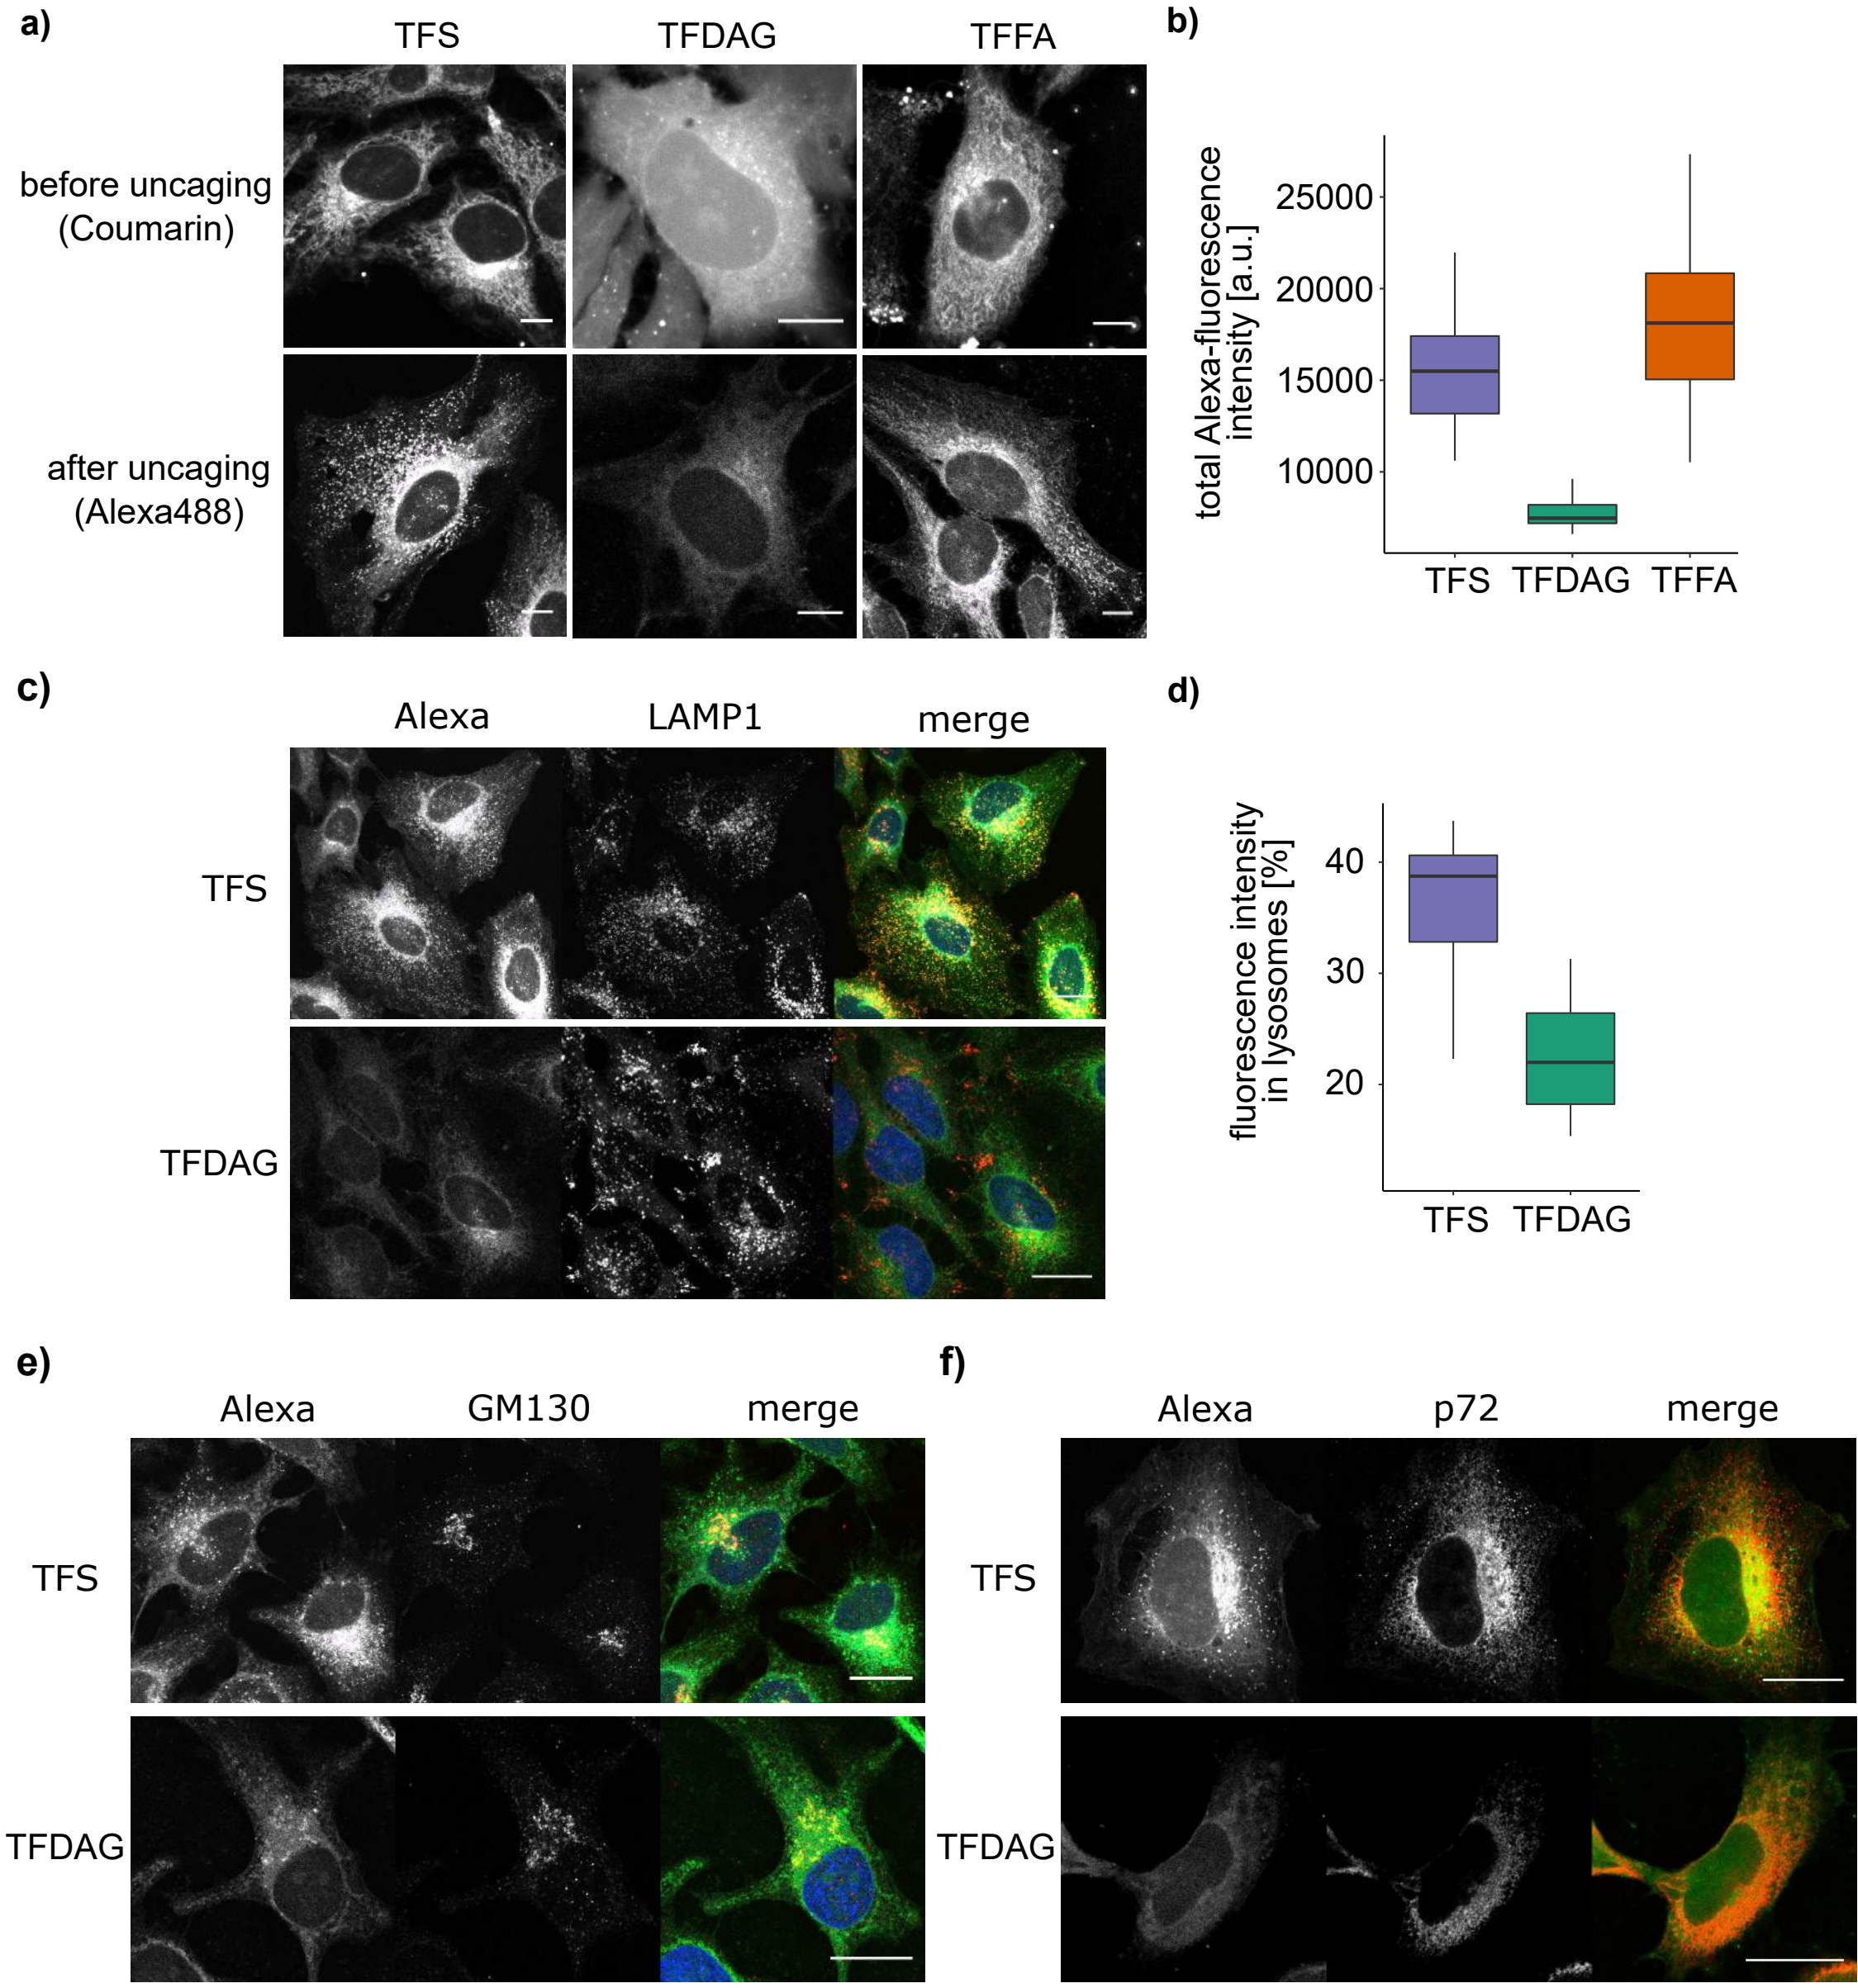 a)
TFS TFDAG TFFA
before uncaging
(Coumarin)
after uncaging
(Alexa488)
b)
total Alexa-fluorescence
intensity [a.u.]
25000
20000
15000
10000
TFS TFDAG TFFA
c)
Alexa LAMP1 merge
TFS
TFDAG
d)
fluorescence intensity
in lysosomes [%]
40
30
20
TFS TFDAG
e)
Alexa GM130 merge
TFS
TFDAG
f)
Alexa p72 merge
TFS
TFDAG